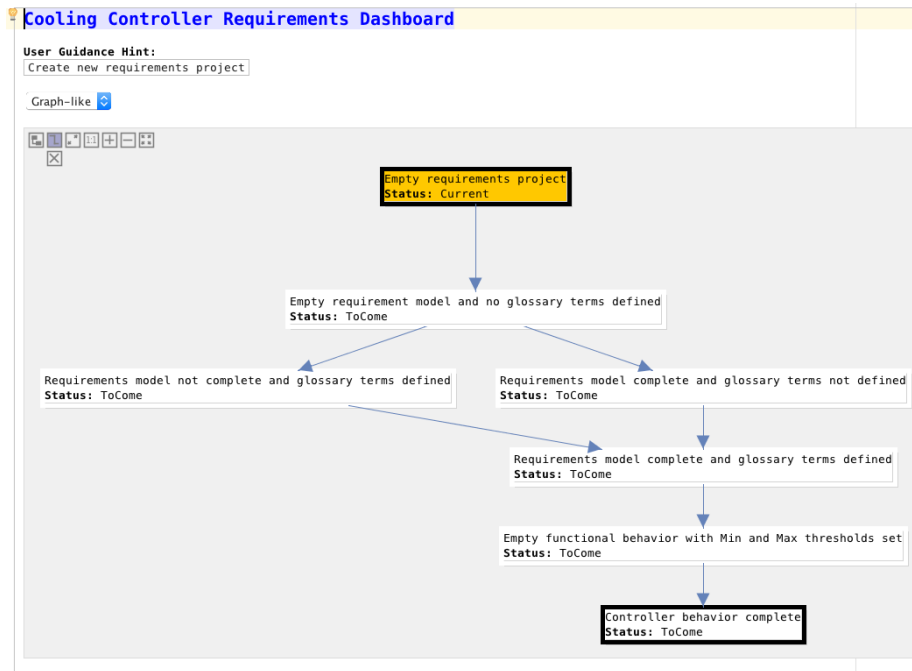 Cooling Controller Requirements Dashboard
User Guidance Hint:
Create new requirements project
Graph-like
1:1
Empty requirements project
Status: Current
Empty requirement model and no glossary terms defined
Status: ToCome
Requirements model not complete and glossary terms defined
Status: ToCome
Requirements model complete and glossary terms not defined
Status: ToCome
Requirements model complete and glossary terms defined
Status: ToCome
Empty functional behavior with Min and Max thresholds set
Status: ToCome
Controller behavior complete
Status: ToCome